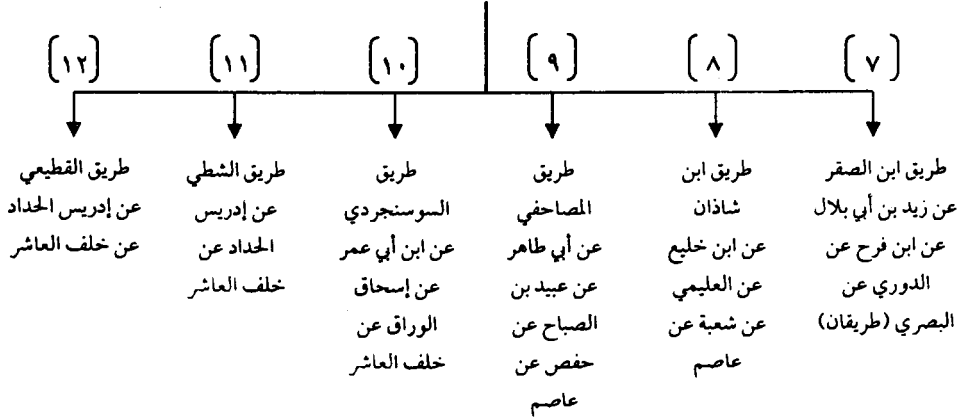 [٧]
طريق ابن الصقر
عن زيد بن أبي بلال
عن ابن فرح عن
الدوري عن
البصري (طريقان)
[٨]
طريق ابن
شاذان
عن ابن خليع
عن العليمي
عن شعبة عن
عاصم
[٩]
طريق
المصاحفي
عن أبي طاهر
عن عبيد بن
الصباح عن
حفص عن
عاصم
[١٠]
طريق
السوسنجردي
عن ابن أبي عمر
عن إسحاق
الوراق عن
خلف العاشر
[١١]
طريق الشطي
عن إدريس
الحداد عن
خلف العاشر
[١٢]
طريق القطيعي
عن إدريس الحداد
عن خلف العاشر